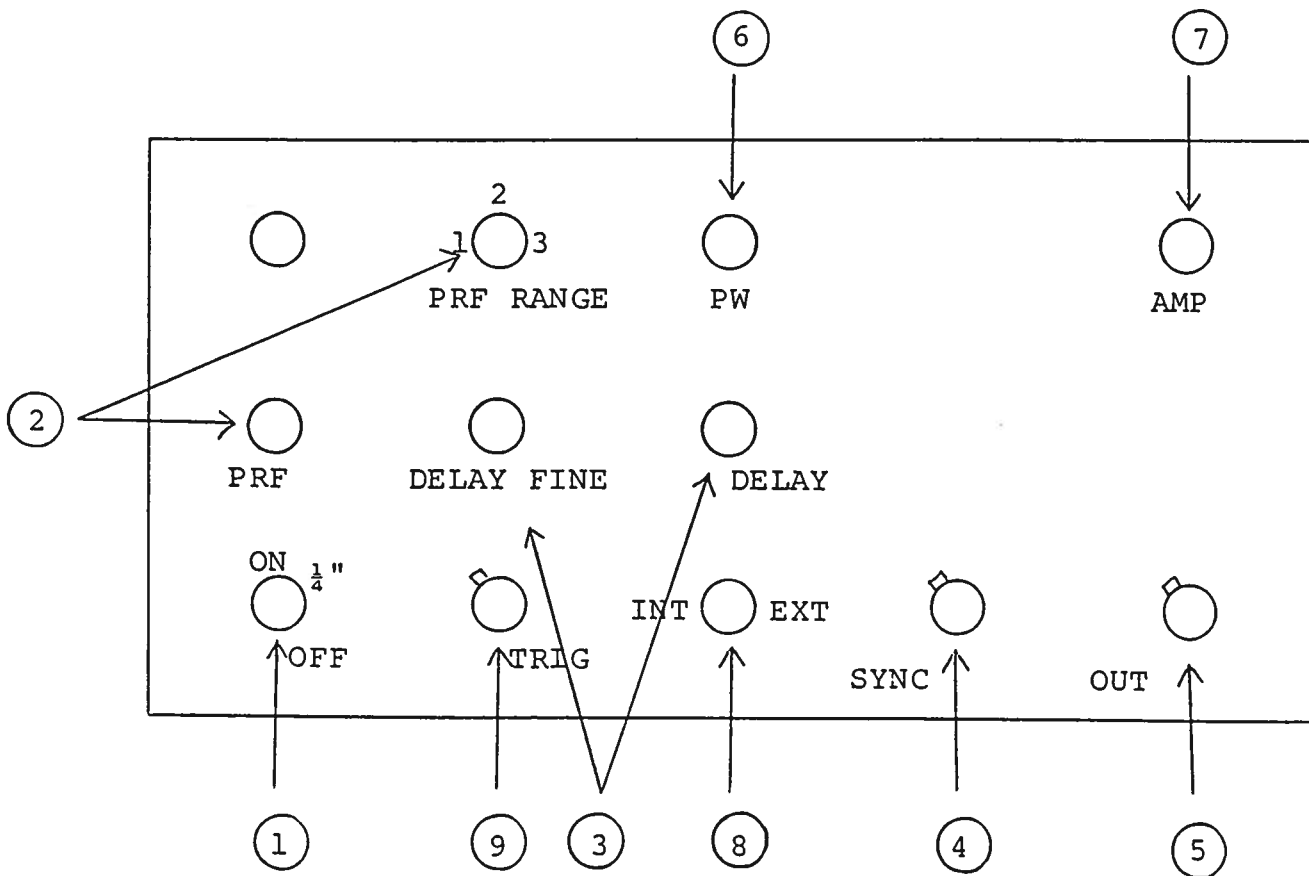 6 7
2
1 3
PRF RANGE PW AMP
2
PRF DELAY FINE DELAY
ON ¼"
INT EXT
OFF TRIG
SYNC OUT
1 9 3 8 4 5